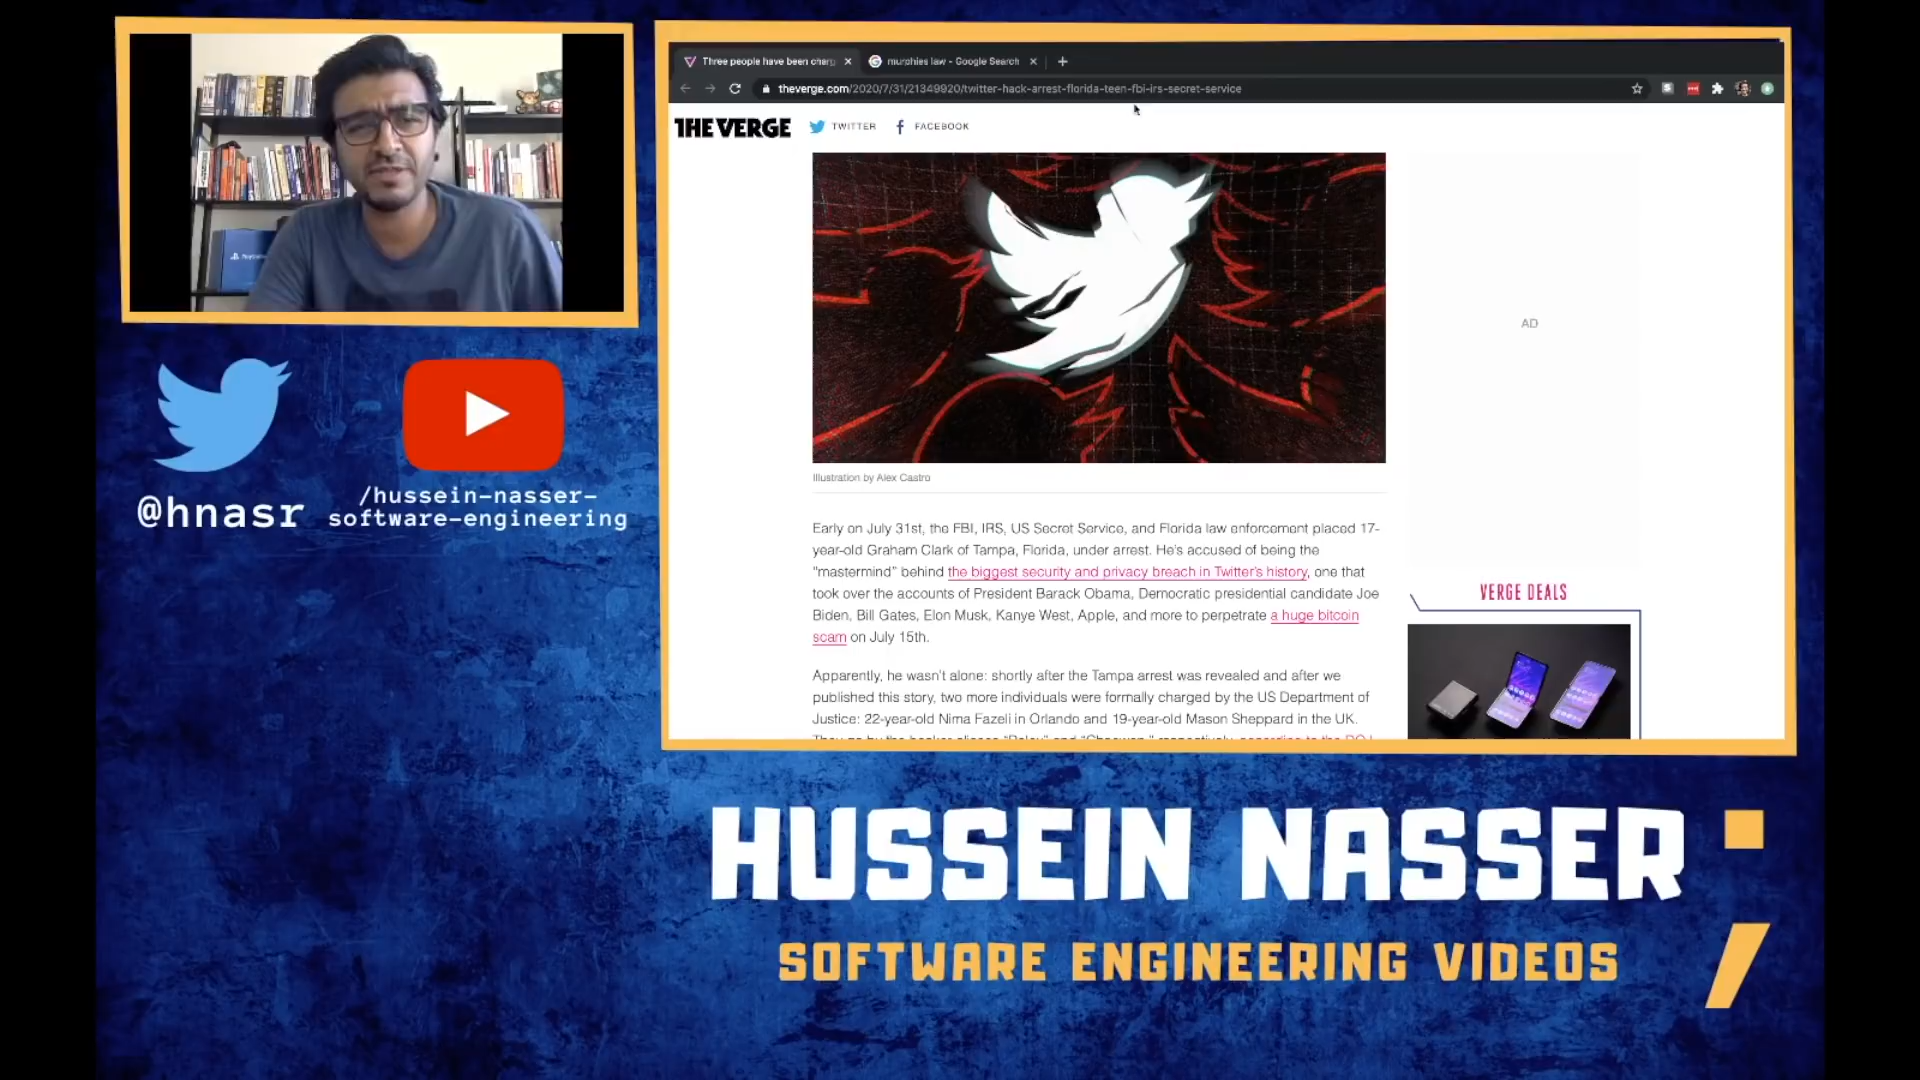 Three people have been charg
murphies law - Google Search
theverge.com/2020/7/31/21349920/twitter-hack-arrest-florida-teen-fbi-irs-secret-service
THE VERGE
TWITTER
FACEBOOK
AD
Illustration by Alex Castro
Early on July 31st, the FBI, IRS, US Secret Service, and Florida law enforcement placed 17-
year-old Graham Clark of Tampa, Florida, under arrest. He's accused of being the
"mastermind" behind the biggest security and privacy breach in Twitter's history, one that
took over the accounts of President Barack Obama, Democratic presidential candidate Joe
Biden, Bill Gates, Elon Musk, Kanye West, Apple, and more to perpetrate a huge bitcoin
scam on July 15th.
Apparently, he wasn't alone: shortly after the Tampa arrest was revealed and after we
published this story, two more individuals were formally charged by the US Department of
Justice: 22-year-old Nima Fazeli in Orlando and 19-year-old Mason Sheppard in the UK.
VERGE DEALS
@hnasr
/hussein-nasser-
software-engineering
HUSSEIN NASSER ;
SOFTWARE ENGINEERING VIDEOS